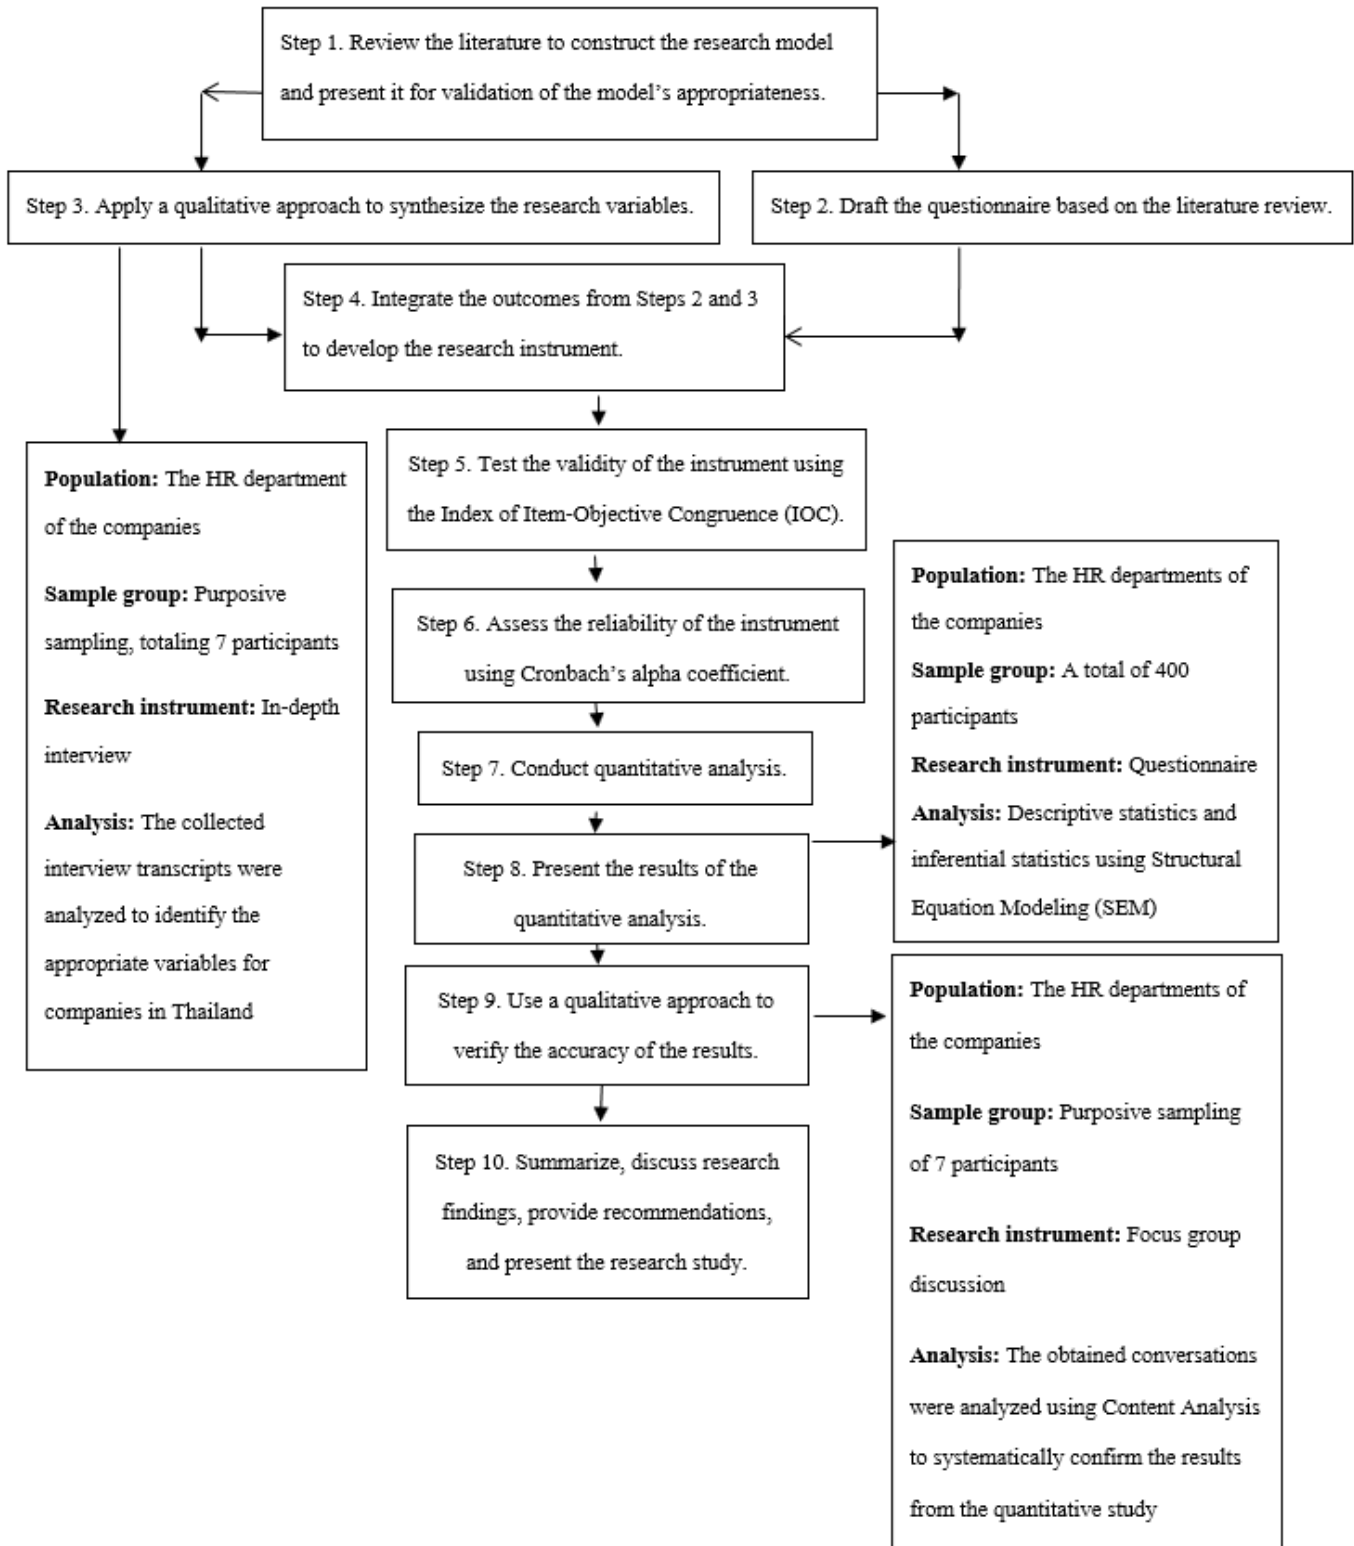 Step 1. Review the literature to construct the research model
and present it for validation of the model’s appropriateness.
Step 3. Apply a qualitative approach to synthesize the research variables.
Step 2. Draft the questionnaire based on the literature review.
Step 4. Integrate the outcomes from Steps 2 and 3
to develop the research instrument.
Population: The HR department
of the companies
Sample group: Purposive
sampling, totaling 7 participants
Research instrument: In-depth
interview
Analysis: The collected
interview transcripts were
analyzed to identify the
appropriate variables for
companies in Thailand
Step 5. Test the validity of the instrument using
the Index of Item-Objective Congruence (IOC).
Step 6. Assess the reliability of the instrument
using Cronbach’s alpha coefficient.
Step 7. Conduct quantitative analysis.
Step 8. Present the results of the
quantitative analysis.
Population: The HR departments of
the companies
Sample group: A total of 400
participants
Research instrument: Questionnaire
Analysis: Descriptive statistics and
inferential statistics using Structural
Equation Modeling (SEM)
Step 9. Use a qualitative approach to
verify the accuracy of the results.
Population: The HR departments of
the companies
Sample group: Purposive sampling
of 7 participants
Research instrument: Focus group
discussion
Analysis: The obtained conversations
were analyzed using Content Analysis
to systematically confirm the results
from the quantitative study
Step 10. Summarize, discuss research
findings, provide recommendations,
and present the research study.